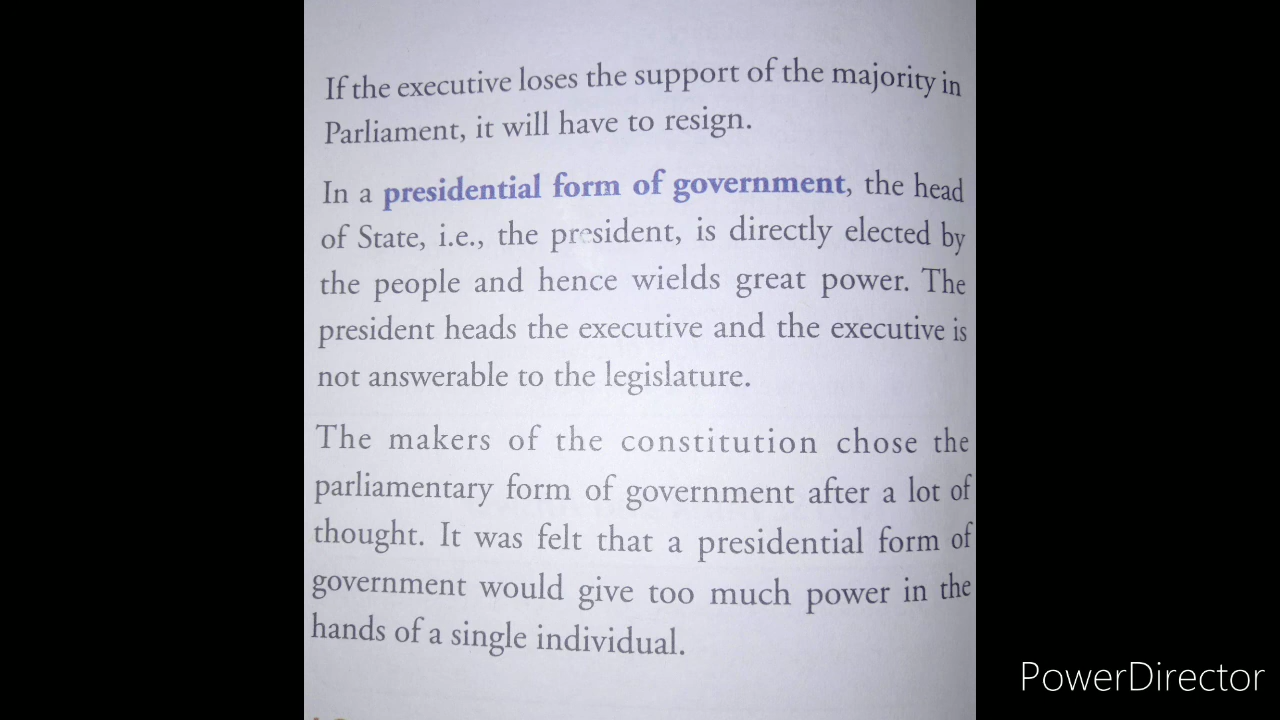 If the executive loses the support of the majority in
Parliament, it will have to resign.
In a presidential form of government, the head
of State, i.e., the president, is directly elected by
the people and hence wields great power. The
president heads the executive and the executive is
not answerable to the legislature.
The makers of the constitution chose the
parliamentary form of government after a lot of
thought. It was felt that a presidential form of
government would give too much power in the
hands of a single individual.
PowerDirector